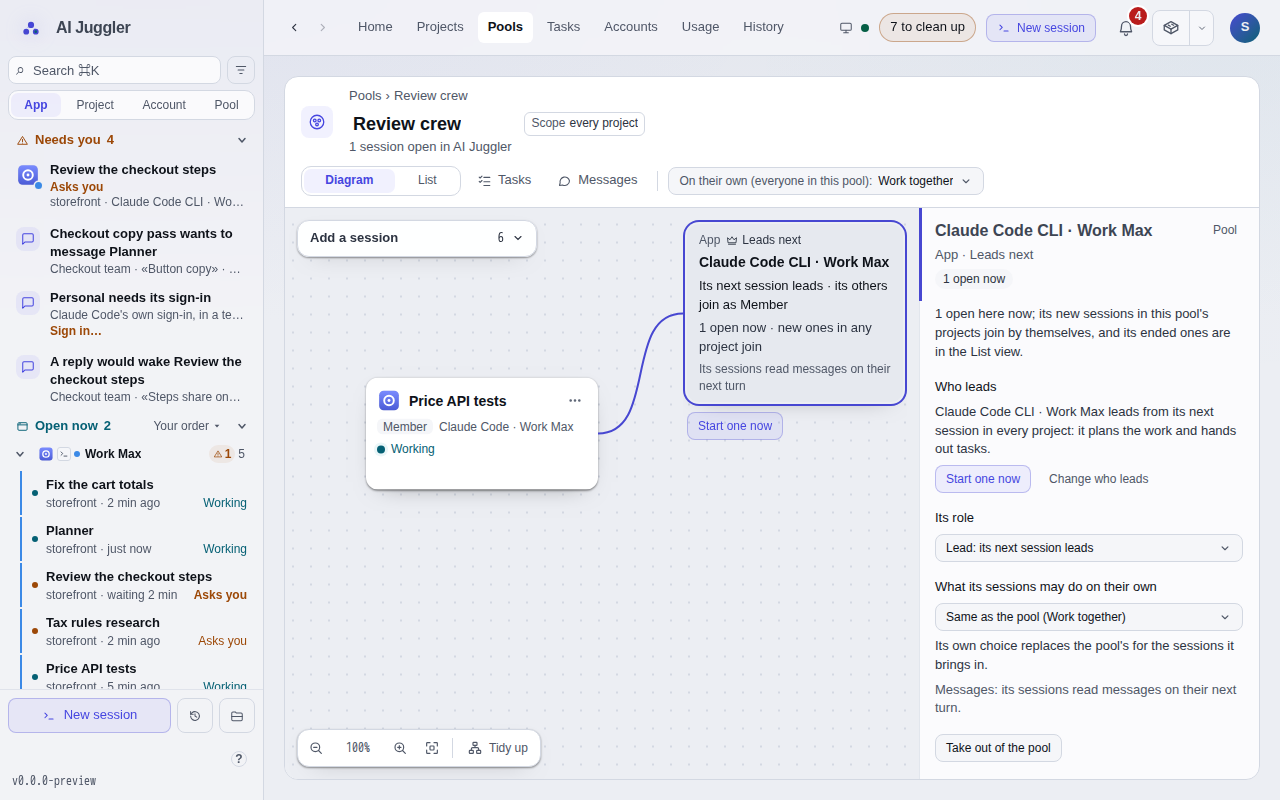 AI Juggler
Search ⌘K
App Project Account Pool
Needs you 4
Review the checkout steps
Asks you
storefront · Claude Code CLI · Wo…
Checkout copy pass wants to
message Planner
Checkout team · «Button copy» · …
Personal needs its sign-in
Claude Code's own sign-in, in a te…
Sign in…
A reply would wake Review the
checkout steps
Checkout team · «Steps share on…
Open now 2 Your order
Work Max 1 5
Fix the cart totals
storefront · 2 min ago Working
Planner
storefront · just now Working
Review the checkout steps
storefront · waiting 2 min Asks you
Tax rules research
storefront · 2 min ago Asks you
Price API tests
storefront · 5 min ago Working
New session
?
v0.0.0-preview
Home Projects Pools Tasks Accounts Usage History
7 to clean up
New session
4
S
Pools › Review crew
Review crew
Scope every project
1 session open in AI Juggler
Diagram List Tasks Messages
On their own (everyone in this pool): Work together
Add a session 6
App Leads next
Claude Code CLI · Work Max
Its next session leads · its others
join as Member
1 open now · new ones in any
project join
Its sessions read messages on their
next turn
Start one now
Price API tests
Member Claude Code · Work Max
Working
100%
Tidy up
Claude Code CLI · Work Max Pool
App · Leads next
1 open now
1 open here now; its new sessions in this pool's
projects join by themselves, and its ended ones are
in the List view.
Who leads
Claude Code CLI · Work Max leads from its next
session in every project: it plans the work and hands
out tasks.
Start one now Change who leads
Its role
Lead: its next session leads
What its sessions may do on their own
Same as the pool (Work together)
Its own choice replaces the pool's for the sessions it
brings in.
Messages: its sessions read messages on their next
turn.
Take out of the pool